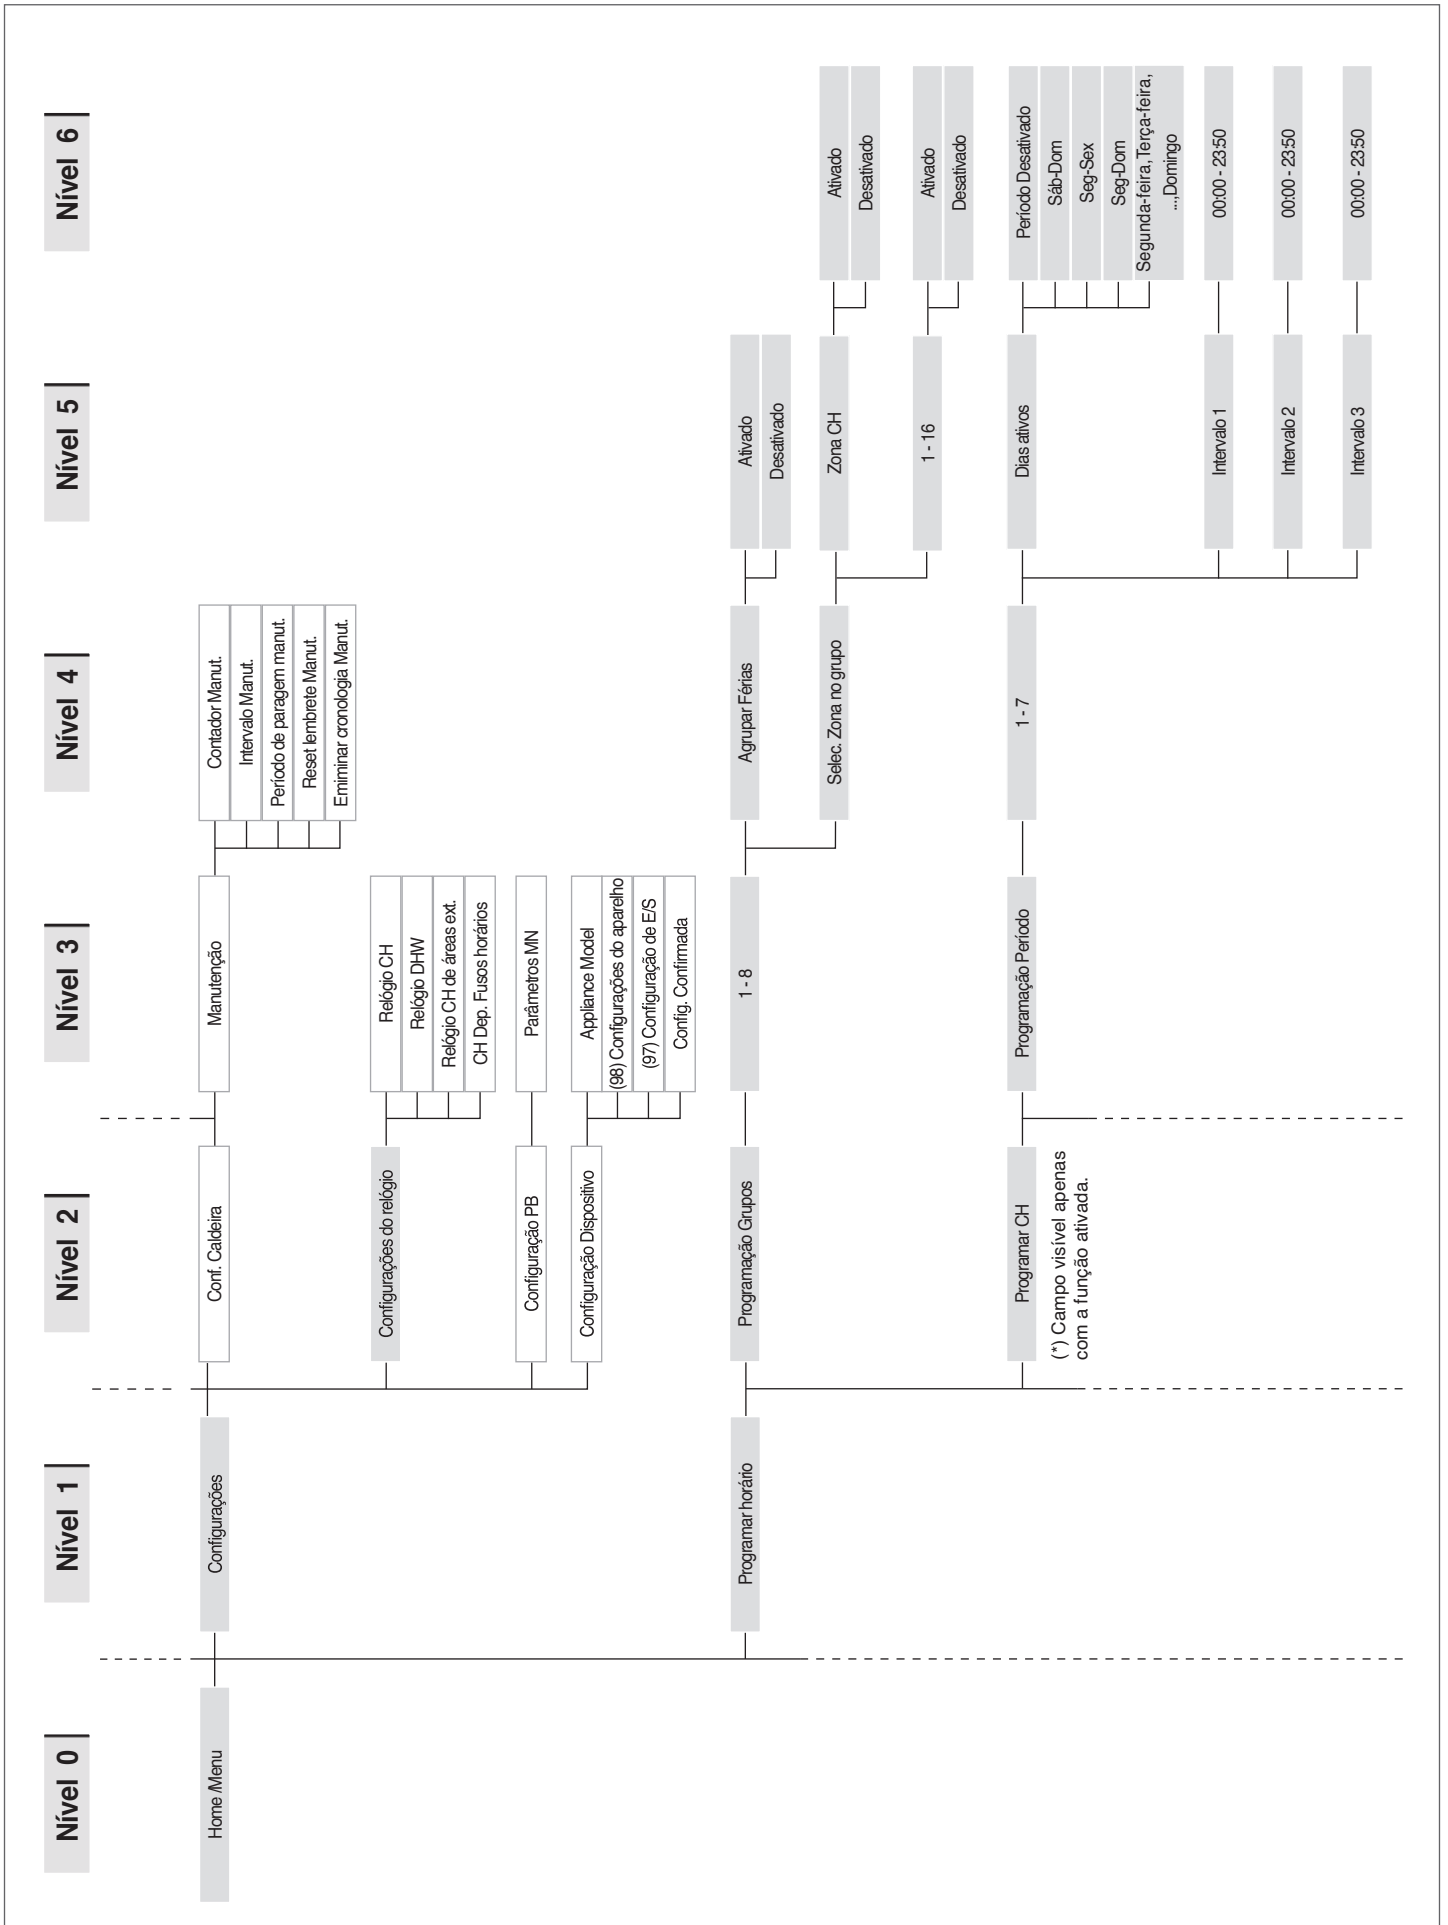 Nível 0
Nível 1
Nível 2
Nível 3
Nível 4
Nível 5
Nível 6
Home /Menu
Configurações
Conf. Caldeira
Manutenção
Contador Manut.
Intervalo Manut.
Período de paragem manut.
Reset lembrete Manut.
Emiminar cronologia Manut.
Configurações do relógio
Relógio CH
Relógio DHW
Relógio CH de áreas ext.
CH Dep. Fusos horários
Configuração PB
Parâmetros MN
Configuração Dispositivo
Appliance Model
(98) Configurações do aparelho
(97) Configuração de E/S
Config. Confirmada
Programar horário
Programação Grupos
1 - 8
Agrupar Férias
Ativado
Desativado
Selec. Zona no grupo
Zona CH
Ativado
Desativado
1 - 16
Ativado
Desativado
Programar CH
(*) Campo visível apenas
com a função ativada.
Programação Período
1 - 7
Dias ativos
Período Desativado
Sáb-Dom
Seg-Sex
Seg-Dom
Segunda-feira, Terça-feira,
...,Domingo
Intervalo 1
00:00 - 23:50
Intervalo 2
00:00 - 23:50
Intervalo 3
00:00 - 23:50